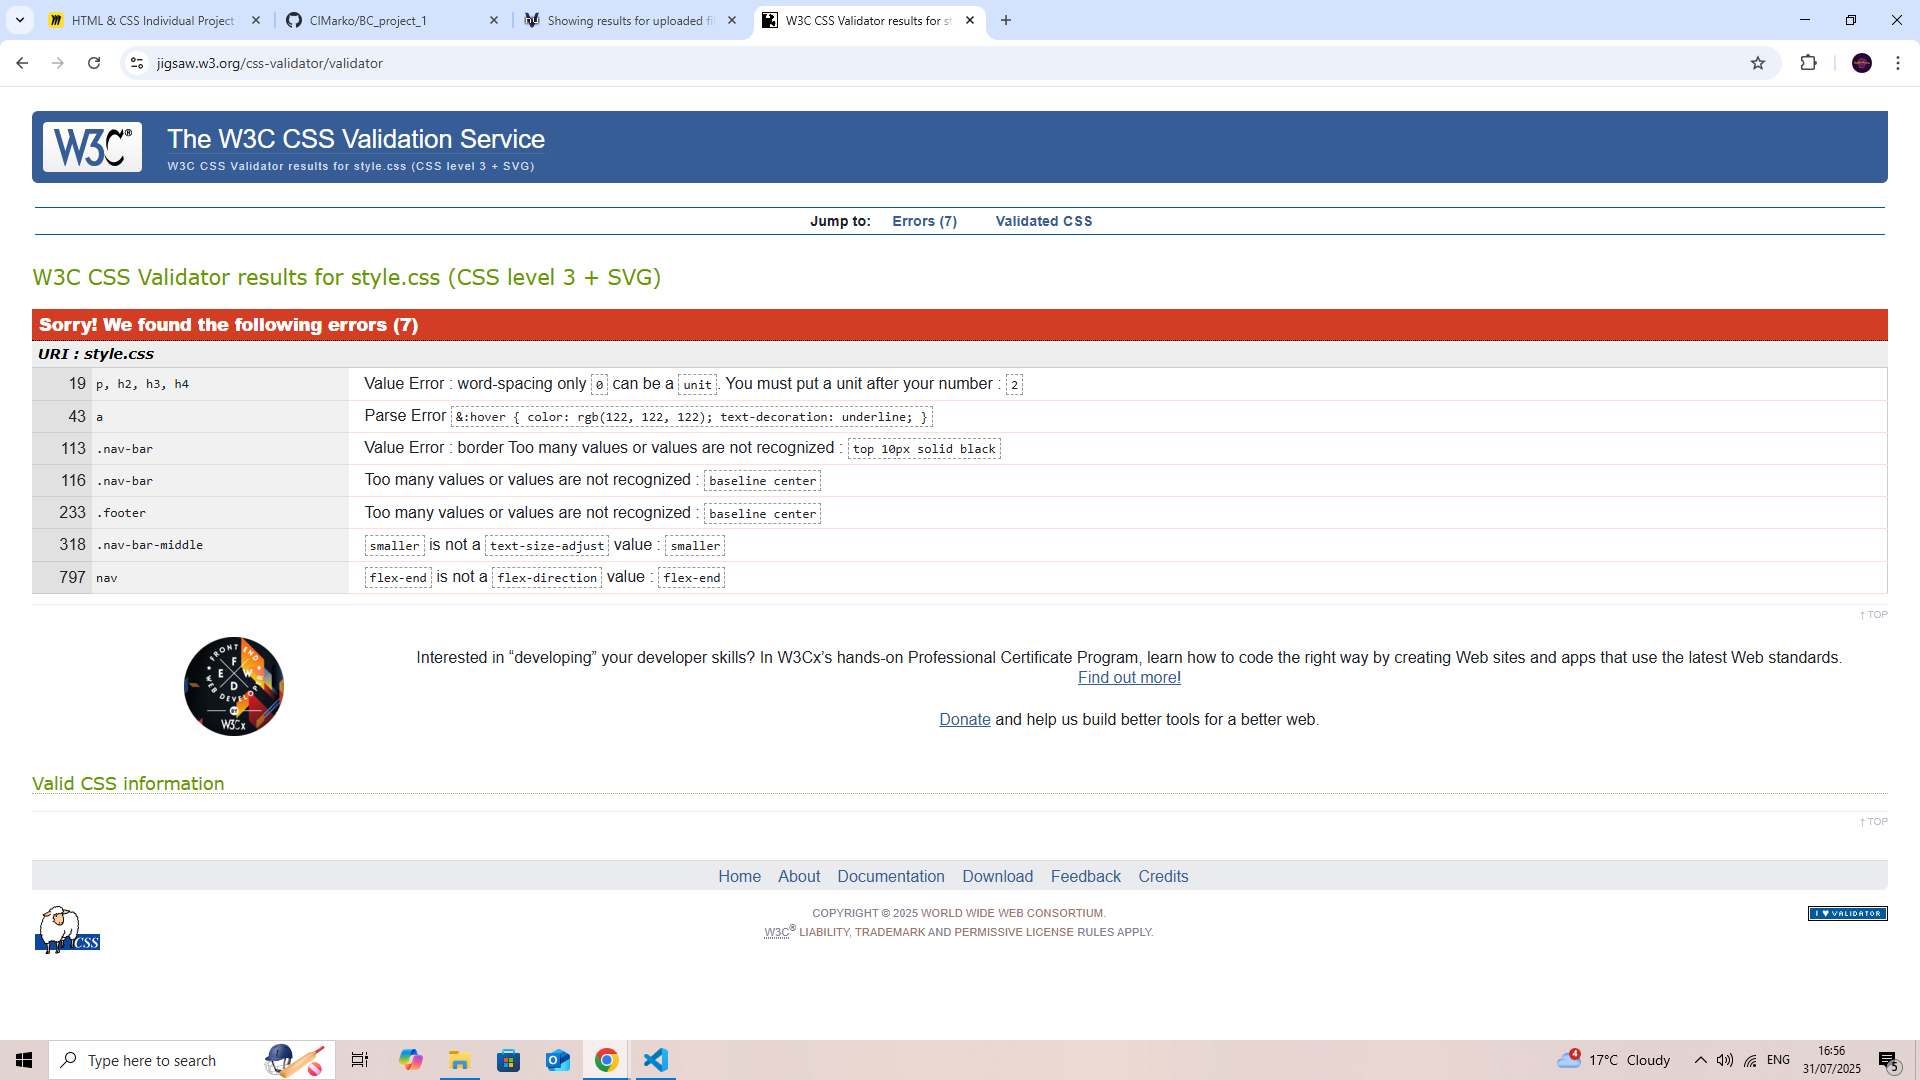 HTML & CSS Individual Project
CIMarko/BC_project_1
Showing results for uploaded fi
W3C CSS Validator results for st
jigsaw.w3.org/css-validator/validator
W3C®
The W3C CSS Validation Service
W3C CSS Validator results for style.css (CSS level 3 + SVG)
Jump to: Errors (7) Validated CSS
W3C CSS Validator results for style.css (CSS level 3 + SVG)
Sorry! We found the following errors (7)
URI : style.css
19 p, h2, h3, h4 Value Error : word-spacing only 0 can be a unit. You must put a unit after your number : 2
43 a Parse Error &:hover { color: rgb(122, 122, 122); text-decoration: underline; }
113 .nav-bar Value Error : border Too many values or values are not recognized : top 10px solid black
116 .nav-bar Too many values or values are not recognized : baseline center
233 .footer Too many values or values are not recognized : baseline center
318 .nav-bar-middle smaller is not a text-size-adjust value : smaller
797 nav flex-end is not a flex-direction value : flex-end
↑ TOP
FRONT END
F
E W
D
WEB DEVELOPER
BY
W3Cx
Interested in “developing” your developer skills? In W3Cx’s hands-on Professional Certificate Program, learn how to code the right way by creating Web sites and apps that use the latest Web standards.
Find out more!
Donate and help us build better tools for a better web.
Valid CSS information
↑ TOP
Home About Documentation Download Feedback Credits
CSS
COPYRIGHT © 2025 WORLD WIDE WEB CONSORTIUM.
W3C® LIABILITY, TRADEMARK AND PERMISSIVE LICENSE RULES APPLY.
I ♥ VALIDATOR
Type here to search
4
17°C Cloudy
ENG
16:56
31/07/2025
5